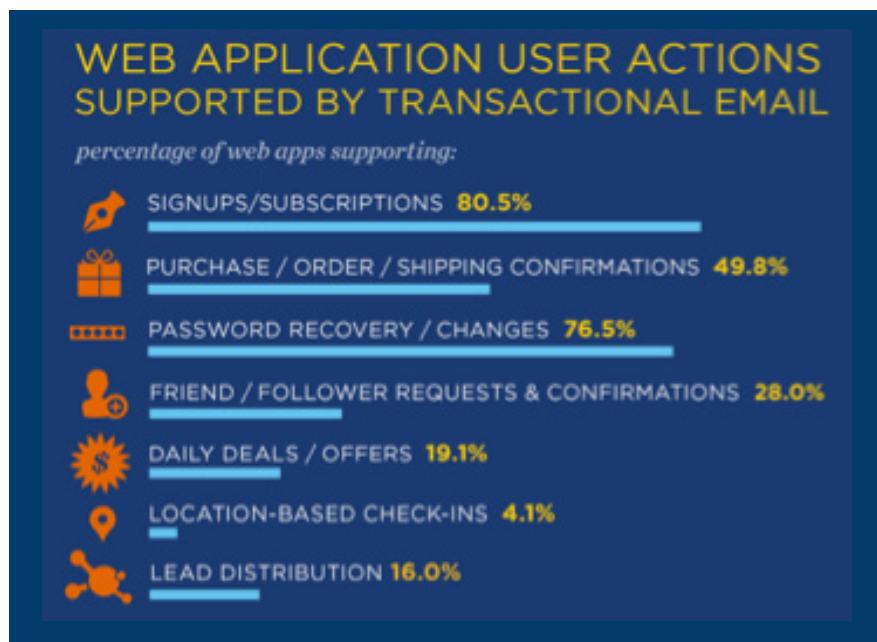 WEB APPLICATION USER ACTIONS
SUPPORTED BY TRANSACTIONAL EMAIL
percentage of web apps supporting:
SIGNUPS/SUBSCRIPTIONS 80.5%
PURCHASE / ORDER / SHIPPING CONFIRMATIONS 49.8%
PASSWORD RECOVERY / CHANGES 76.5%
FRIEND / FOLLOWER REQUESTS & CONFIRMATIONS 28.0%
DAILY DEALS / OFFERS 19.1%
LOCATION-BASED CHECK-INS 4.1%
LEAD DISTRIBUTION 16.0%